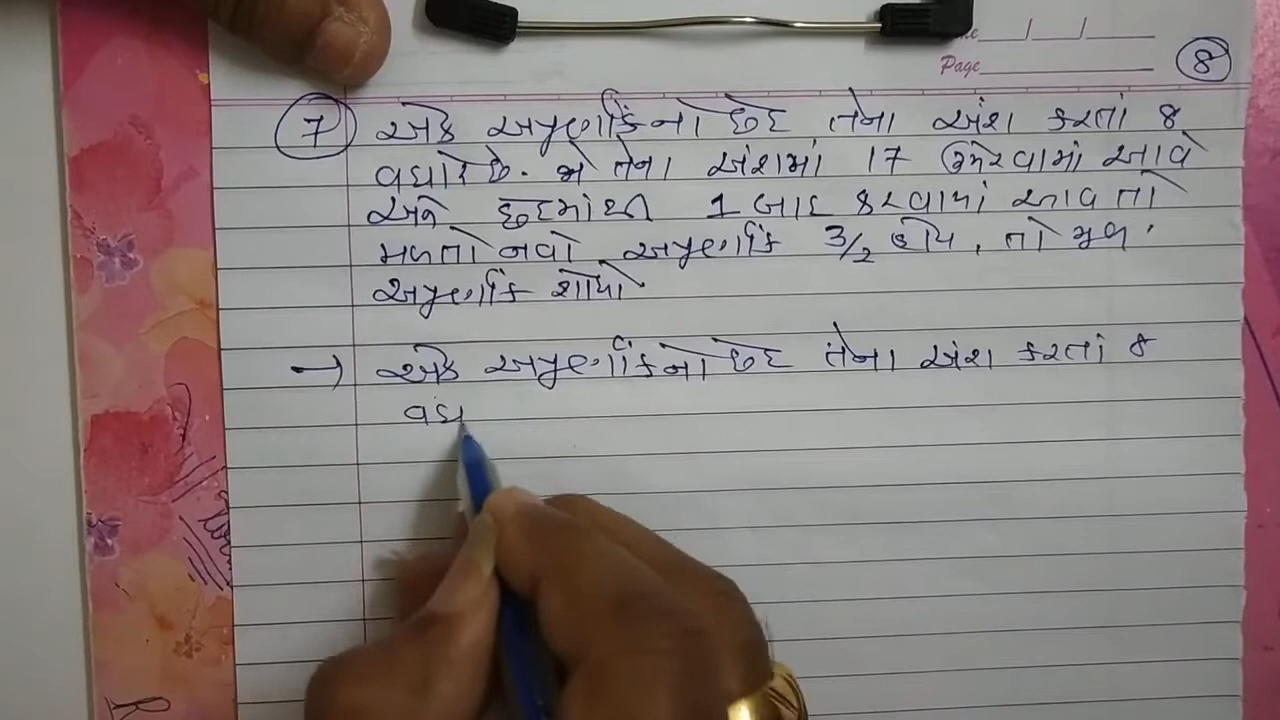 Page 8
7 એક અપૂર્ણાંકનો છેદ તેના અંશ કરતાં 8
વધારે છે. જો તેના અંશમાં 17 ઉમેરવામાં આવે
અને છેદમાંથી 1 બાદ કરવામાં આવે તો
મળતો નવો અપૂર્ણાંક 3/2 હોય, તો મુળ
અપૂર્ણાંક શોધો.
→ એક અપૂર્ણાંકનો છેદ તેના અંશ કરતાં 8
વધા